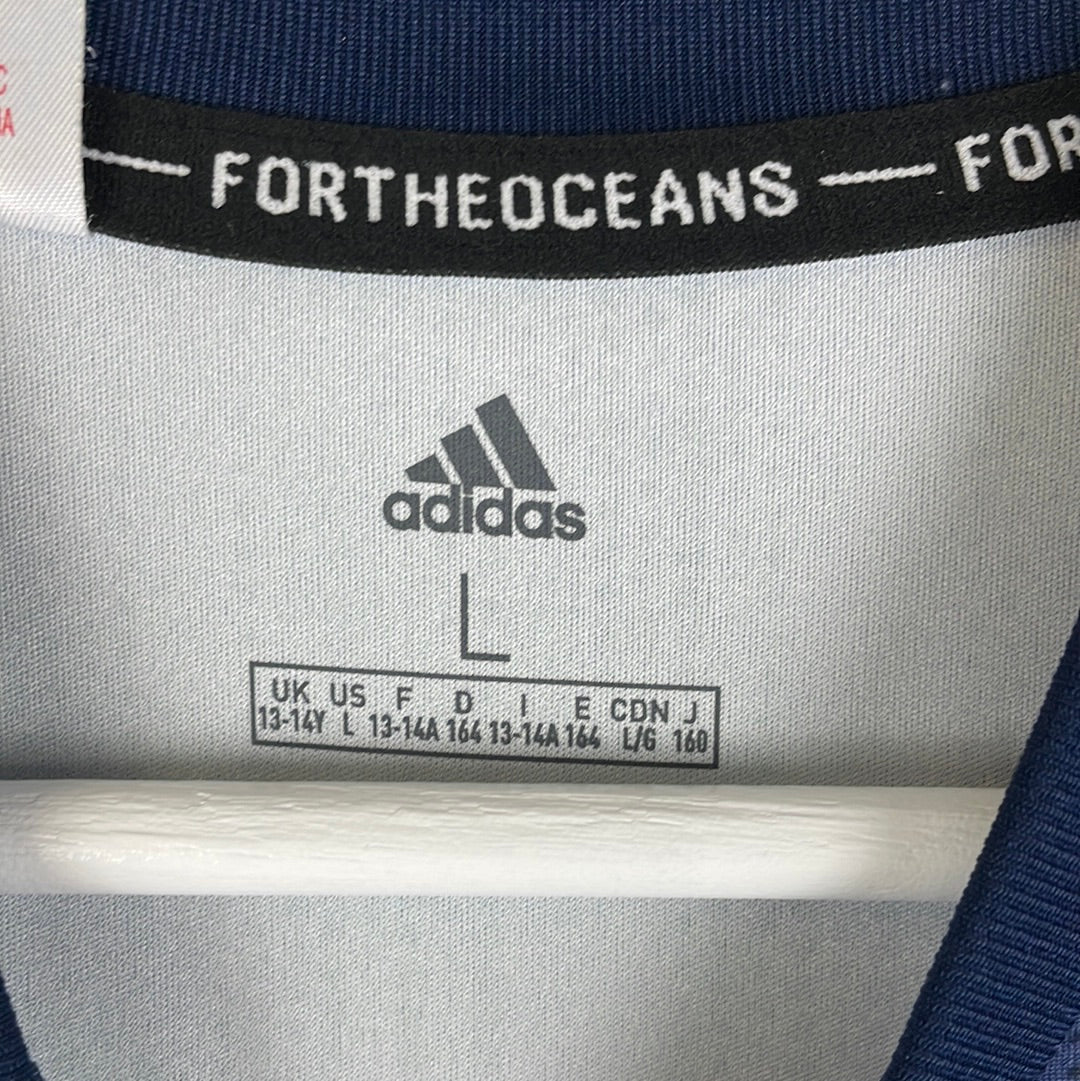 FORTHEOCEANS — FOR
adidas
L
UK US F D I E CDN J
13-14Y L 13-14A 164 13-14A 164 L/G 160